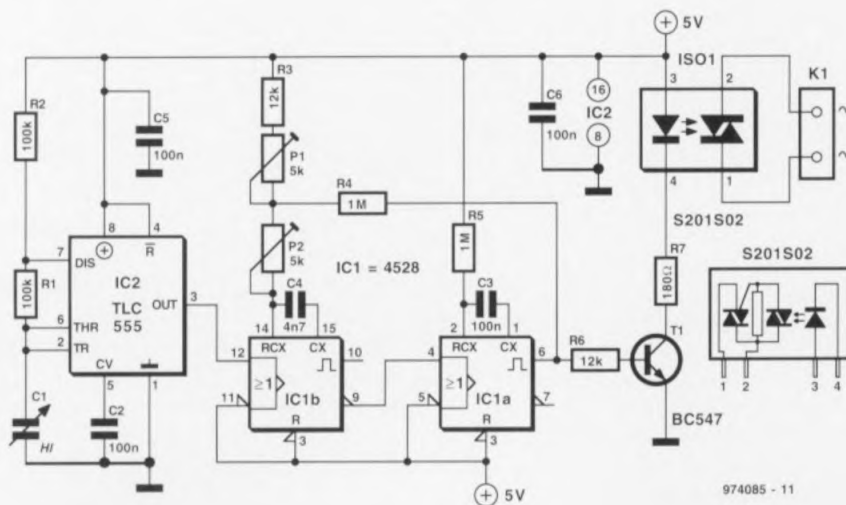 5V
ISO1
R3
12k
R2
100k
C5
100n
P1
5k
C6
100n
16
IC2
8
3
2
K1
~
~
4
1
R4
1M
R5
1M
S201S02
8
4
R
7
DIS
IC2
TLC
555
OUT
3
R1
100k
6
THR
2
TR
CV
5
1
P2
5k
IC1 = 4528
C4
4n7
14
15
RCX
CX
12
10
≥1
11
9
IC1b
R
3
C3
100n
2
1
RCX
CX
4
6
≥1
5
7
IC1a
R
3
R7
180Ω
S201S02
R6
12k
T1
BC547
1
2
3
4
C1
HI
C2
100n
5V
974085 - 11